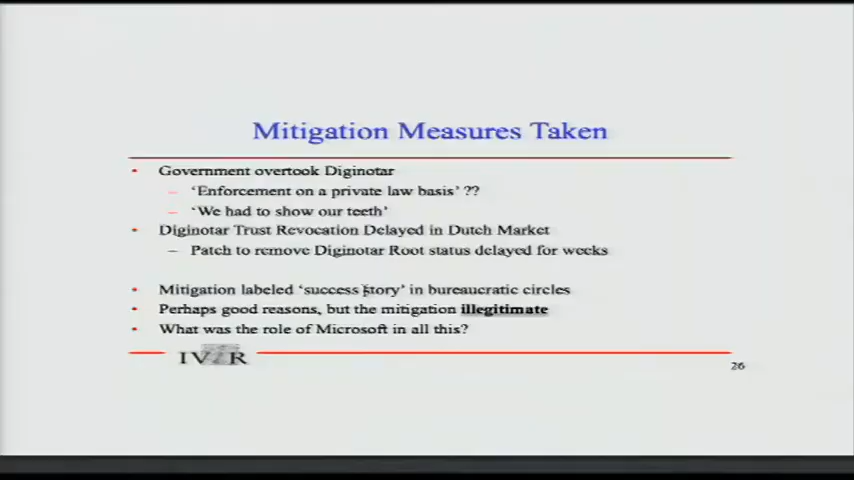 Mitigation Measures Taken
• Government overtook Diginotar
– 'Enforcement on a private law basis' ??
– 'We had to show our teeth'
• Diginotar Trust Revocation Delayed in Dutch Market
– Patch to remove Diginotar Root status delayed for weeks
• Mitigation labeled 'success story' in bureaucratic circles
• Perhaps good reasons, but the mitigation illegitimate
• What was the role of Microsoft in all this?
IViR
26